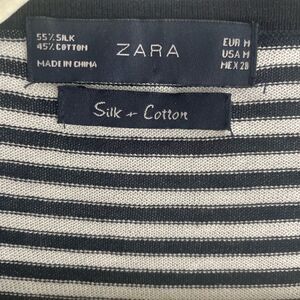 55% SILK
45% COTTON
MADE IN CHINA
ZARA
EUR M
USA M
MEX 28
Silk + Cotton